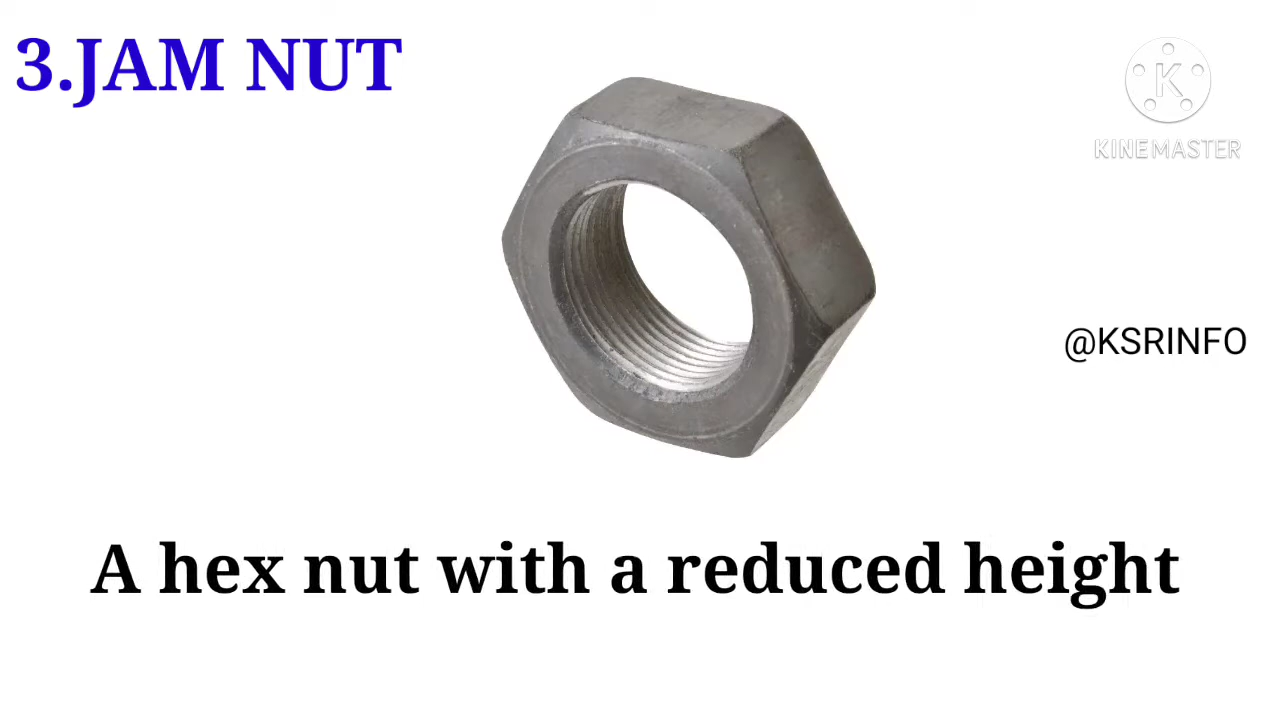 3.JAM NUT
K
KINEMASTER
@KSRINFO
A hex nut with a reduced height